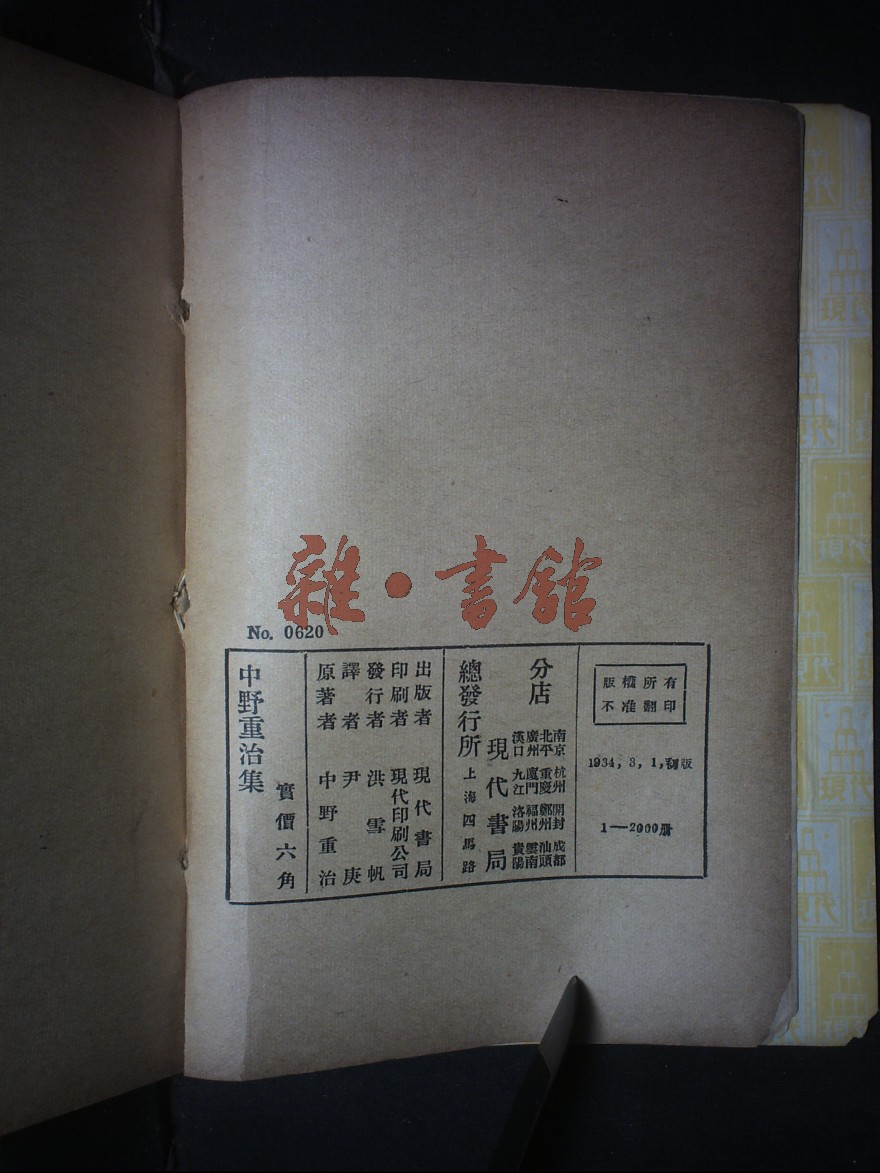 雜·書舘
No. 0620
版權所有
不准翻印
1934, 3, 1, 初版
1—2000册
分店
南京 杭州 開封 成都
北平 重慶 鄭州 汕頭
廣州 廈門 福州 雲南
漢口 九江 洛陽 貴陽
現代書局
總發行所 上海四馬路
出版者 現代書局
印刷者 現代印刷公司
發行者 洪雪帆
譯者 尹庚
原著者 中野重治
實價六角
中野重治集